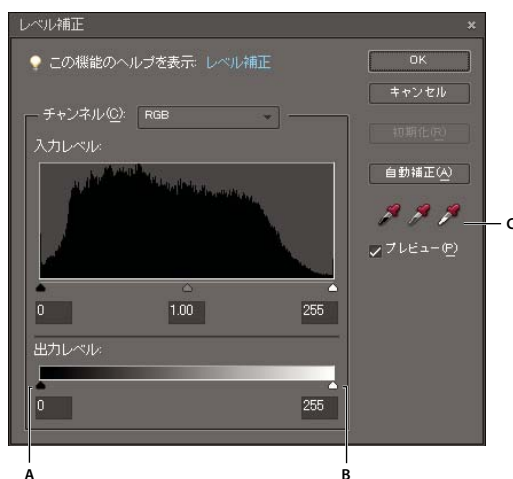 レベル補正
この機能のヘルプを表示: レベル補正
OK
キャンセル
チャンネル(C): RGB
初期化(R)
入力レベル:
自動補正(A)
C
プレビュー(P)
0 1.00 255
出力レベル:
0 255
A B